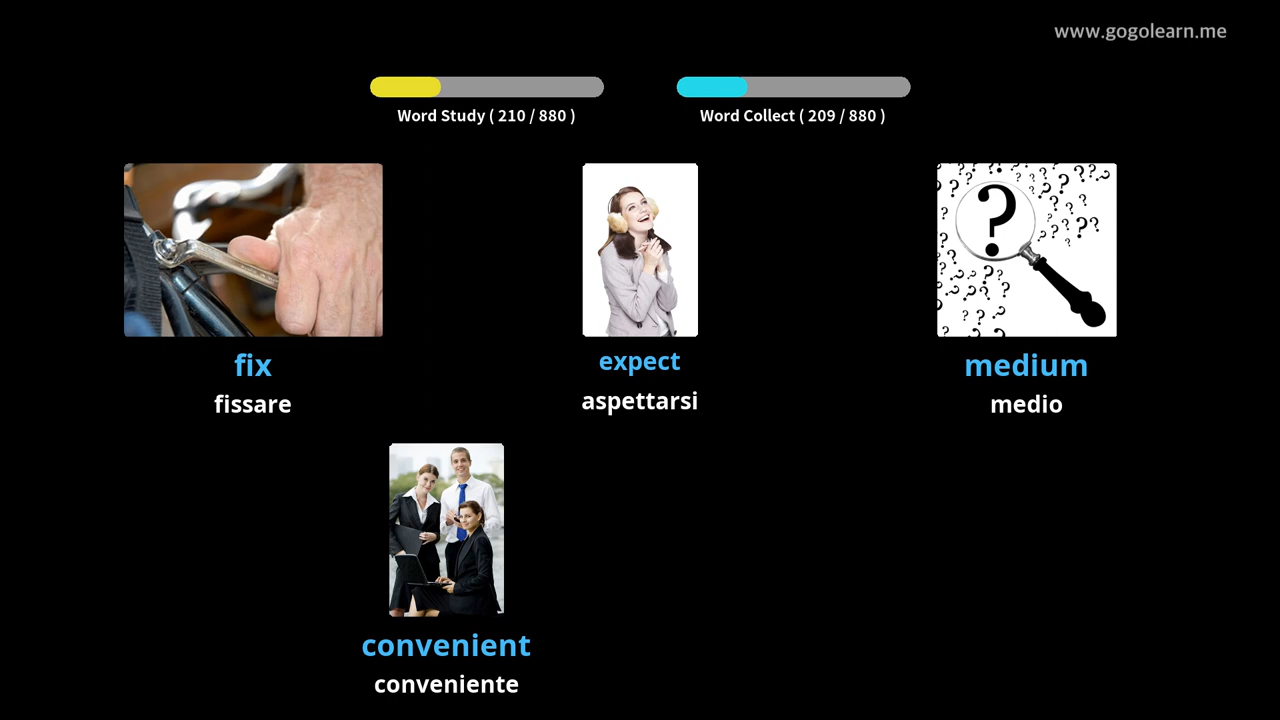 www.gogolearn.me
Word Study ( 210 / 880 )
Word Collect ( 209 / 880 )
fix
fissare
expect
aspettarsi
medium
medio
convenient
conveniente